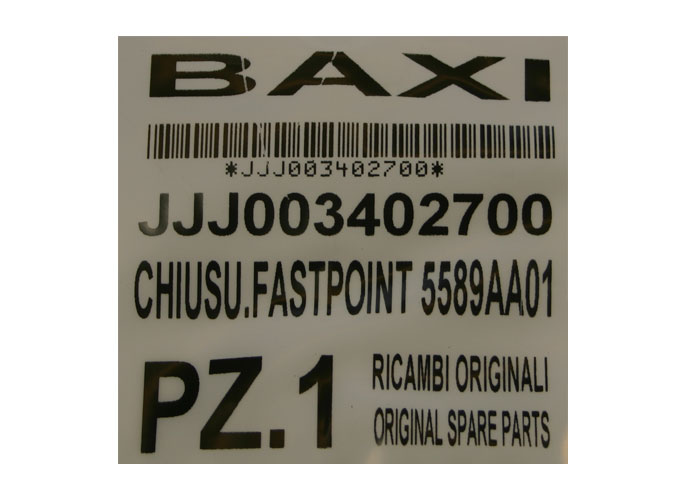 BAXI
*JJJ003402700*
JJJ003402700
CHIUSU.FASTPOINT 5589AA01
PZ.1
RICAMBI ORIGINALI
ORIGINAL SPARE PARTS